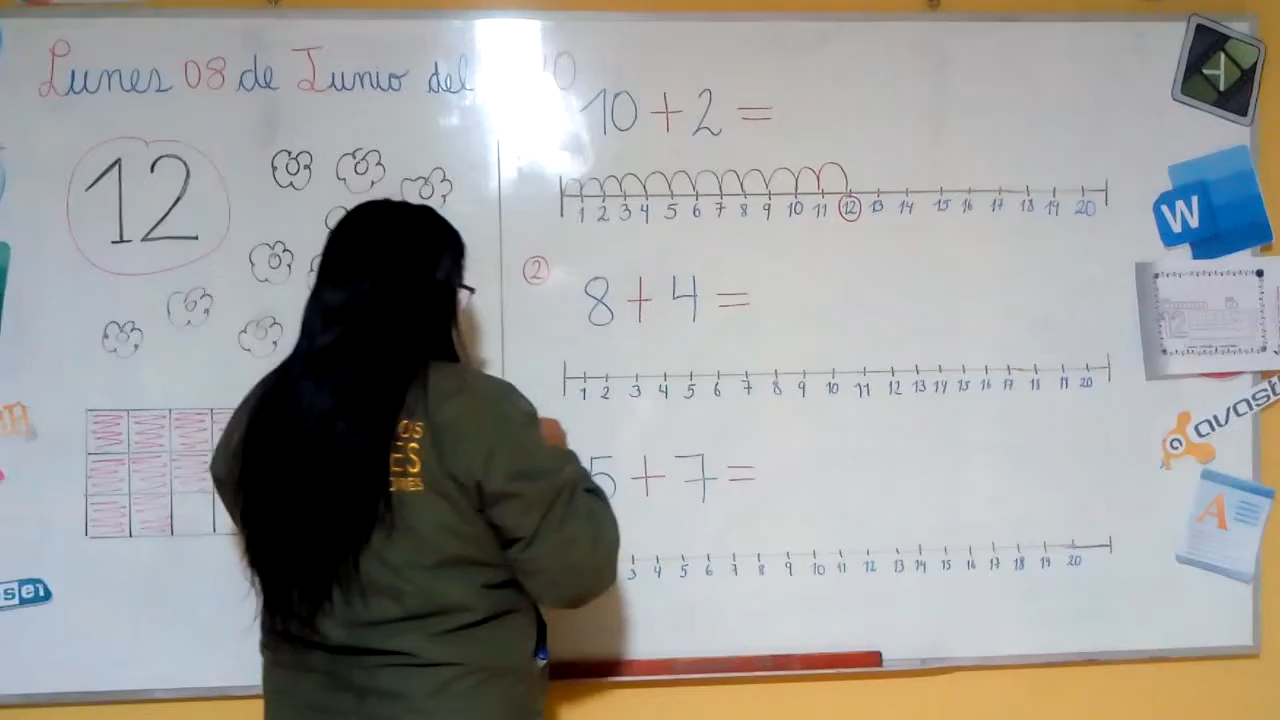 Lunes 08 de Junio del
12
10 + 2 =
1 2 3 4 5 6 7 8 9 10 11 12 13 14 15 16 17 18 19 20
2
8 + 4 =
1 2 3 4 5 6 7 8 9 10 11 12 13 14 15 16 17 18 19 20
5 + 7 =
3 4 5 6 7 8 9 10 11 12 13 14 15 16 17 18 19 20
W
12
avast
A
OS
ES